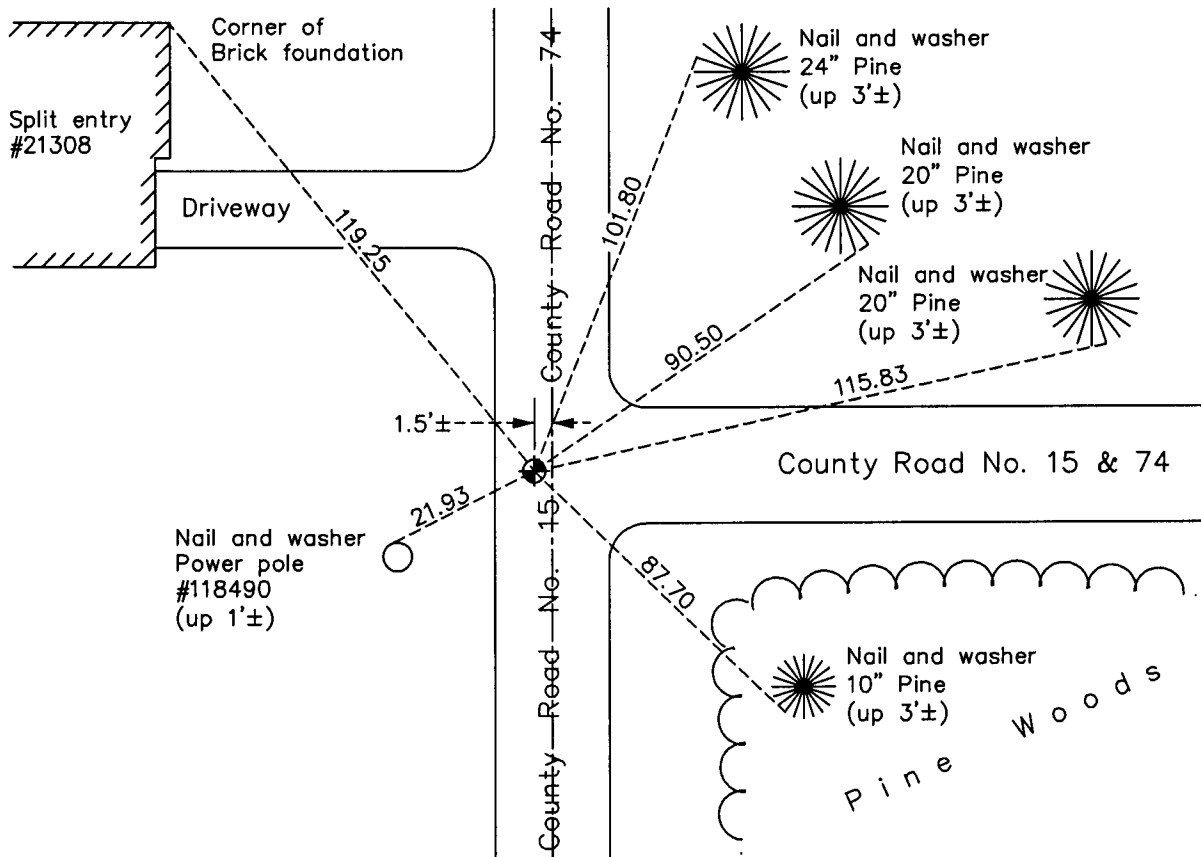 Corner of
Brick foundation
Nail and washer
24" Pine
(up 3'±)
Split entry
#21308
Nail and washer
20" Pine
(up 3'±)
Driveway
119.25
101.80
County Road No. 74
Nail and washer
20" Pine
(up 3'±)
90.50
115.83
1.5'±
County Road No. 15 & 74
21.93
Nail and washer
Power pole
#118490
(up 1'±)
87.70
County Road No. 15
Nail and washer
10" Pine
(up 3'±)
Pine Woods